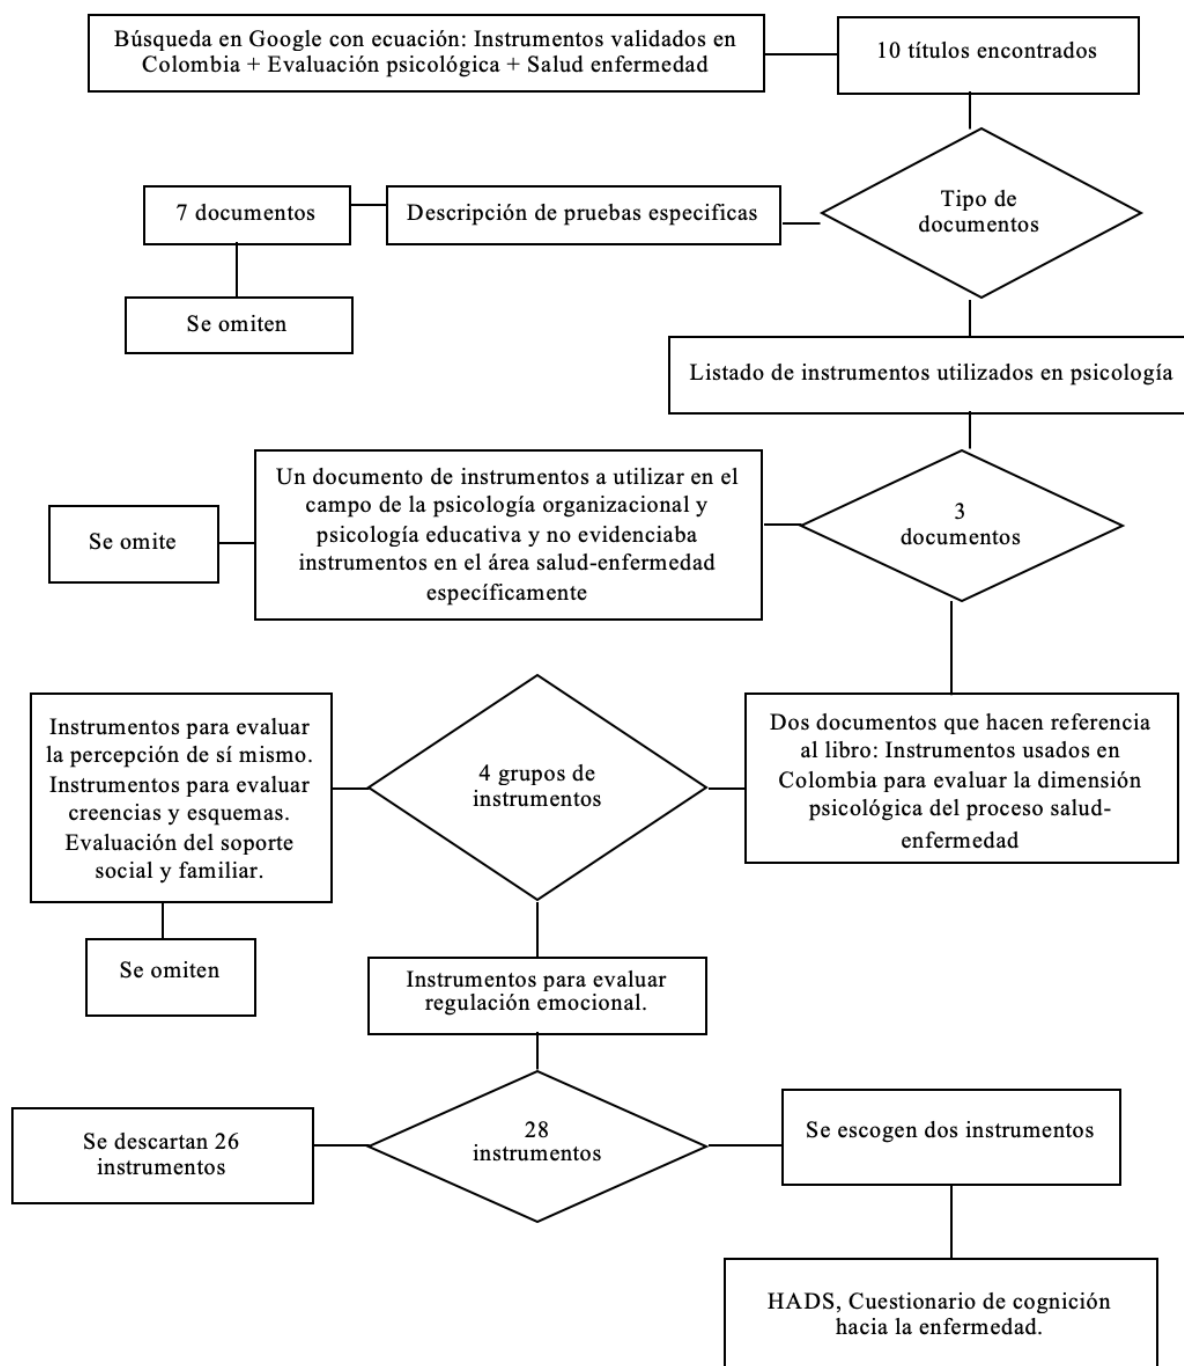 Búsqueda en Google con ecuación: Instrumentos validados en
Colombia + Evaluación psicológica + Salud enfermedad
10 títulos encontrados
Tipo de
documentos
Descripción de pruebas especificas
7 documentos
Se omiten
Listado de instrumentos utilizados en psicología
3
documentos
Un documento de instrumentos a utilizar en el
campo de la psicología organizacional y
psicología educativa y no evidenciaba
instrumentos en el área salud-enfermedad
específicamente
Se omite
Dos documentos que hacen referencia
al libro: Instrumentos usados en
Colombia para evaluar la dimensión
psicológica del proceso salud-
enfermedad
4 grupos de
instrumentos
Instrumentos para evaluar
la percepción de sí mismo.
Instrumentos para evaluar
creencias y esquemas.
Evaluación del soporte
social y familiar.
Se omiten
Instrumentos para evaluar
regulación emocional.
28
instrumentos
Se descartan 26
instrumentos
Se escogen dos instrumentos
HADS, Cuestionario de cognición
hacia la enfermedad.